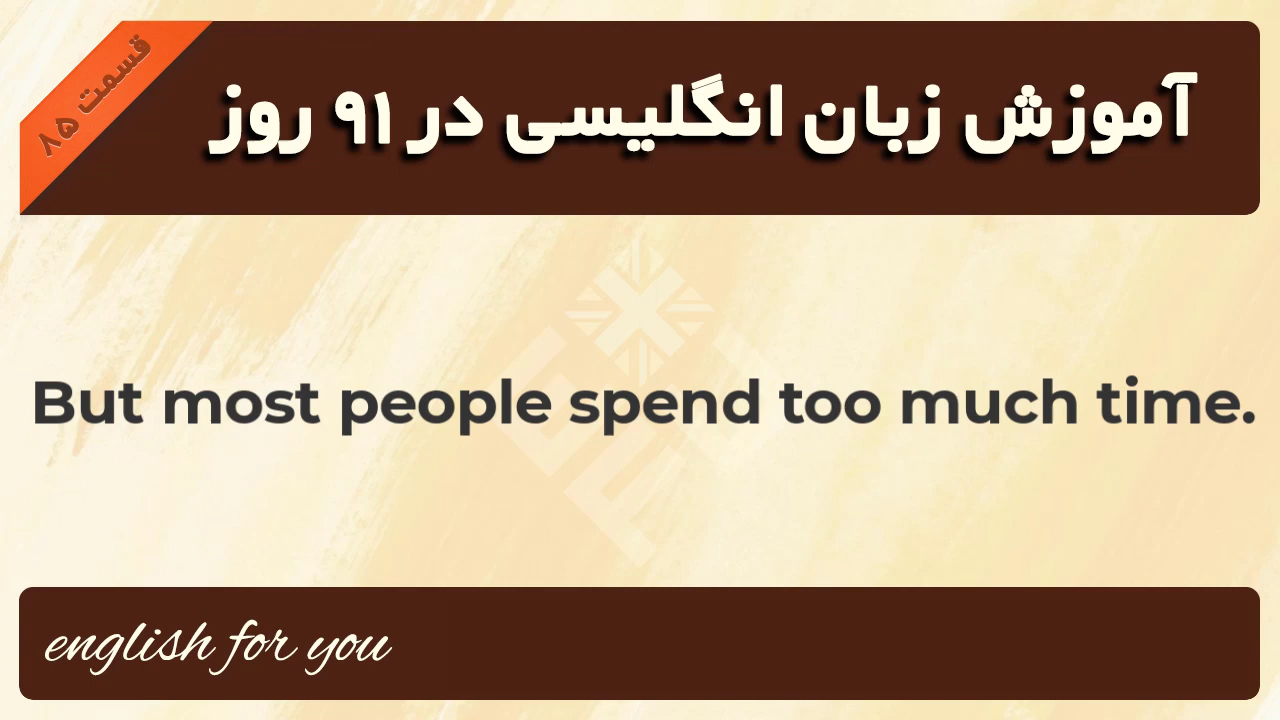 قسمت ۸۵
آموزش زبان انگلیسی در ۹۱ روز
But most people spend too much time.
english for you